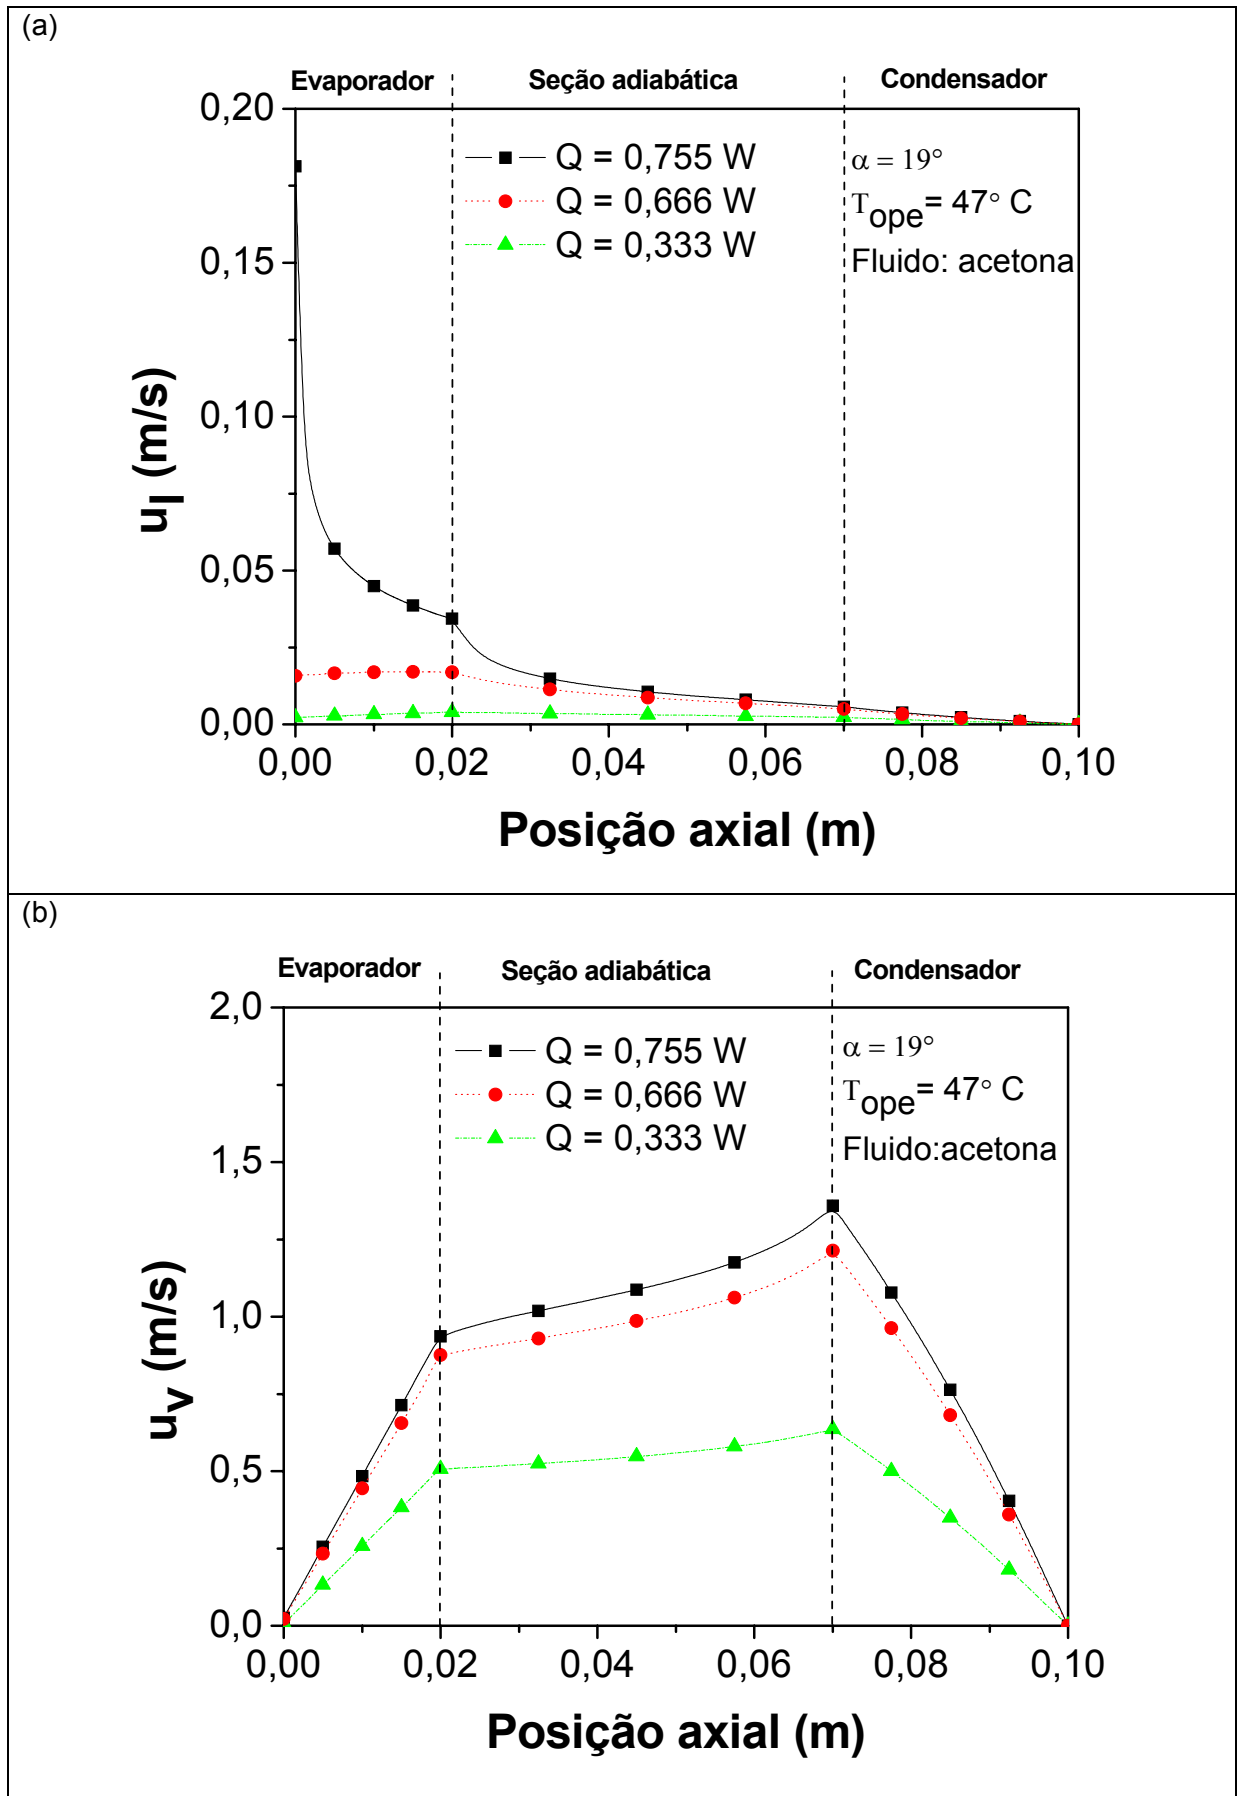 (a)
Evaporador Seção adiabática Condensador
0,20
Q = 0,755 W
α = 19°
Q = 0,666 W
Tope= 47° C
Q = 0,333 W
Fluido: acetona
0,15
0,10
0,05
0,00
ul (m/s)
0,00 0,02 0,04 0,06 0,08 0,10
Posição axial (m)
(b)
Evaporador Seção adiabática Condensador
2,0
Q = 0,755 W
α = 19°
Q = 0,666 W
Tope= 47° C
Q = 0,333 W
Fluido:acetona
1,5
1,0
0,5
0,0
uv (m/s)
0,00 0,02 0,04 0,06 0,08 0,10
Posição axial (m)